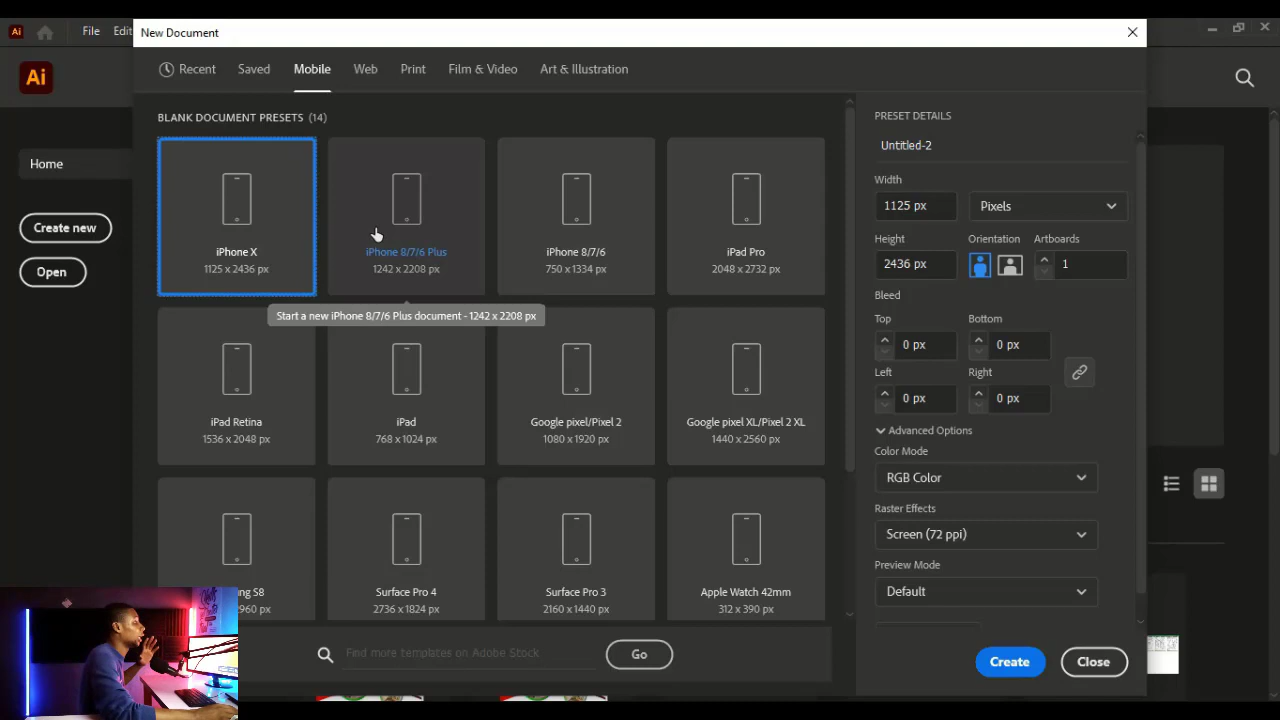 Ai
File
Edit
New Document
Ai
Home
Create new
Open
Recent
Saved
Mobile
Web
Print
Film & Video
Art & Illustration
BLANK DOCUMENT PRESETS (14)
iPhone X
1125 x 2436 px
iPhone 8/7/6 Plus
1242 x 2208 px
iPhone 8/7/6
750 x 1334 px
iPad Pro
2048 x 2732 px
Start a new iPhone 8/7/6 Plus document - 1242 x 2208 px
iPad Retina
1536 x 2048 px
iPad
768 x 1024 px
Google pixel/Pixel 2
1080 x 1920 px
Google pixel XL/Pixel 2 XL
1440 x 2560 px
S8
px
Surface Pro 4
2736 x 1824 px
Surface Pro 3
2160 x 1440 px
Apple Watch 42mm
312 x 390 px
Find more templates on Adobe Stock
Go
PRESET DETAILS
Untitled-2
Width
1125 px
Pixels
Height
Orientation
Artboards
2436 px
1
Bleed
Top
Bottom
0 px
0 px
Left
Right
0 px
0 px
Advanced Options
Color Mode
RGB Color
Raster Effects
Screen (72 ppi)
Preview Mode
Default
Create
Close